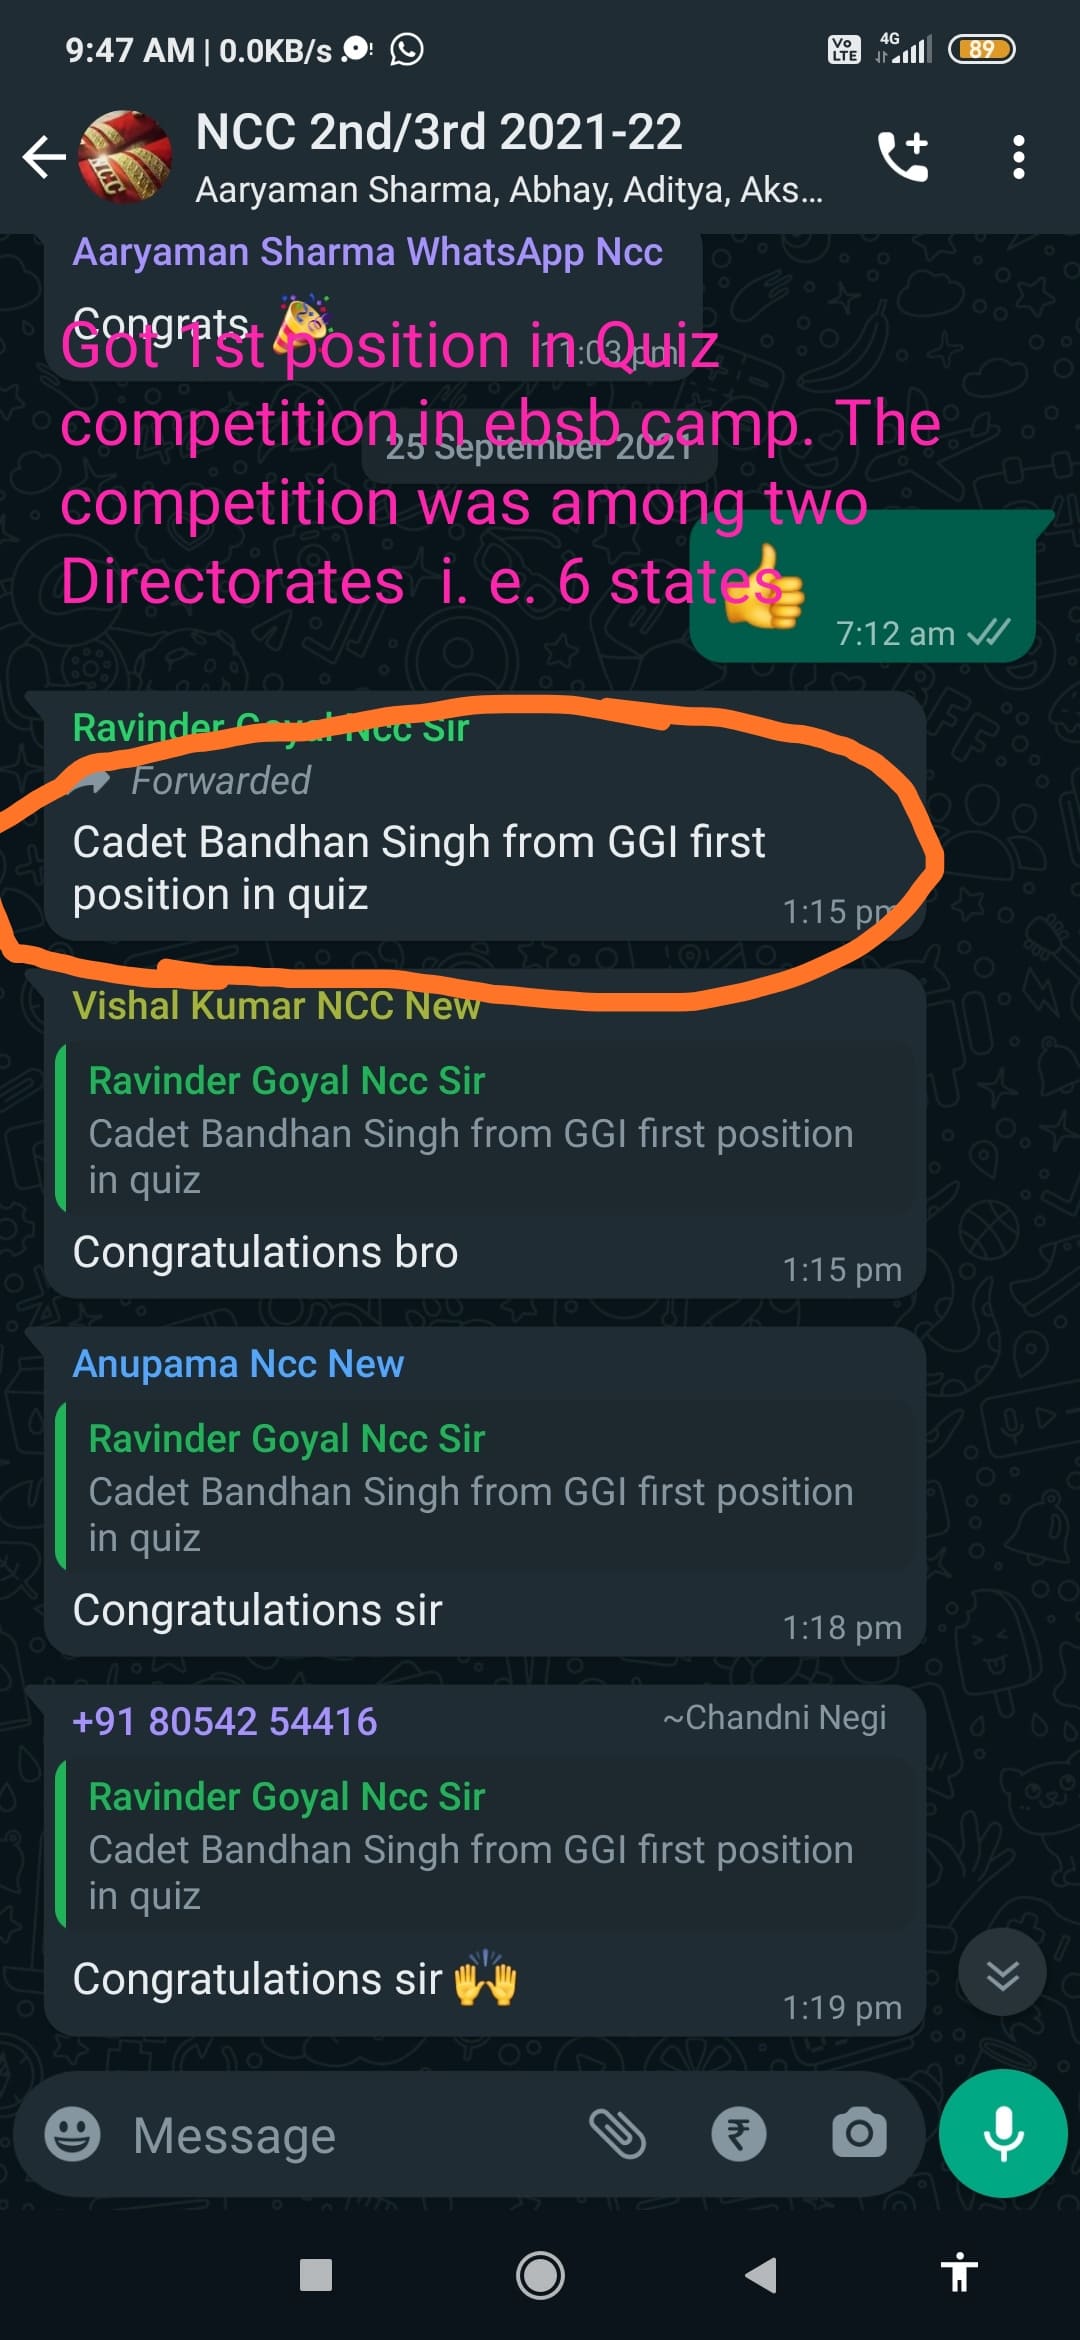 9:47 AM | 0.0KB/s
Vo LTE 4G 89
NCC 2nd/3rd 2021-22
Aaryaman Sharma, Abhay, Aditya, Aks...
NCC
Aaryaman Sharma WhatsApp Ncc
Congrats
11:03 pm
Got 1st position in Quiz
competition in ebsb camp. The
competition was among two
Directorates i. e. 6 states
25 September 2021
7:12 am
Ravinder Goyal Ncc Sir
Forwarded
Cadet Bandhan Singh from GGI first
position in quiz
1:15 pm
Vishal Kumar NCC New
Ravinder Goyal Ncc Sir
Cadet Bandhan Singh from GGI first position
in quiz
Congratulations bro
1:15 pm
Anupama Ncc New
Ravinder Goyal Ncc Sir
Cadet Bandhan Singh from GGI first position
in quiz
Congratulations sir
1:18 pm
+91 80542 54416 ~Chandni Negi
Ravinder Goyal Ncc Sir
Cadet Bandhan Singh from GGI first position
in quiz
Congratulations sir 🙌
1:19 pm
Message
₹